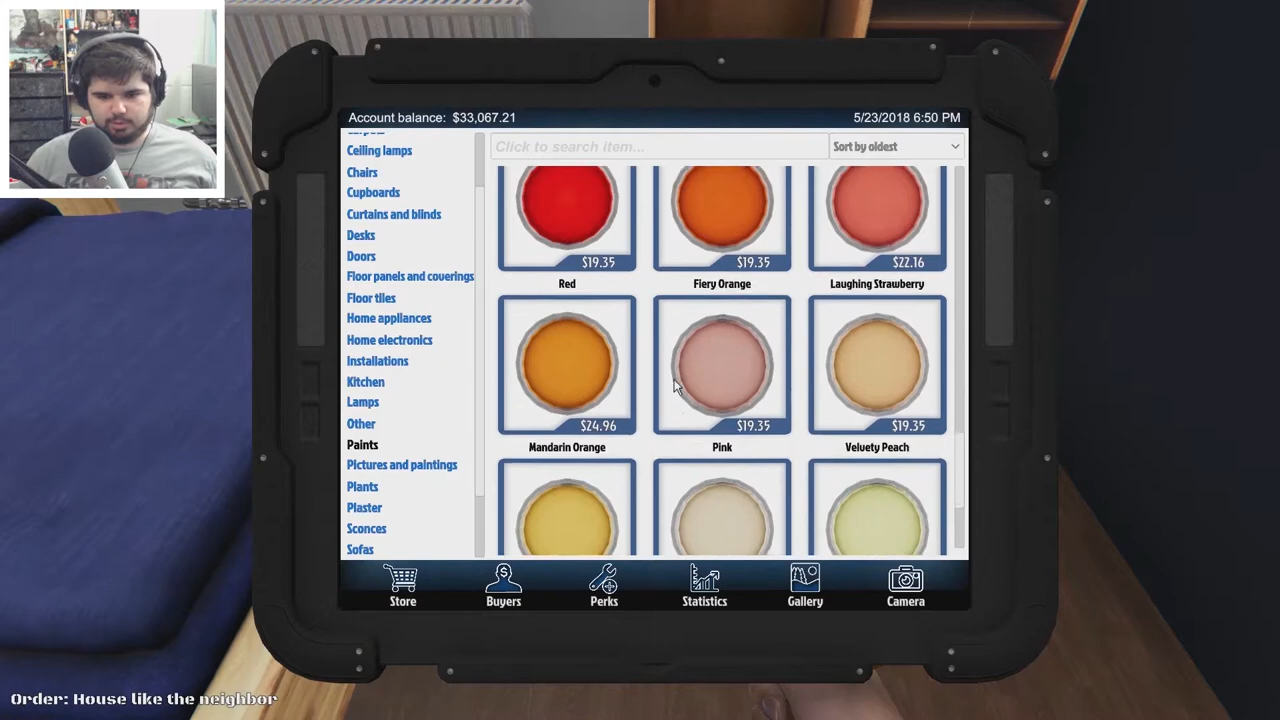 Account balance: $33,067.21
5/23/2018 6:50 PM
Click to search item...
Sort by oldest
Ceiling lamps
Chairs
Cupboards
Curtains and blinds
Desks
Doors
Floor panels and coverings
Floor tiles
Home appliances
Home electronics
Installations
Kitchen
Lamps
Other
Paints
Pictures and paintings
Plants
Plaster
Sconces
Sofas
$19.35 $19.35 $22.16
Red Fiery Orange Laughing Strawberry
$24.96 $19.35 $19.35
Mandarin Orange Pink Velvety Peach
Store Buyers Perks Statistics Gallery Camera
Order: House like the neighbor